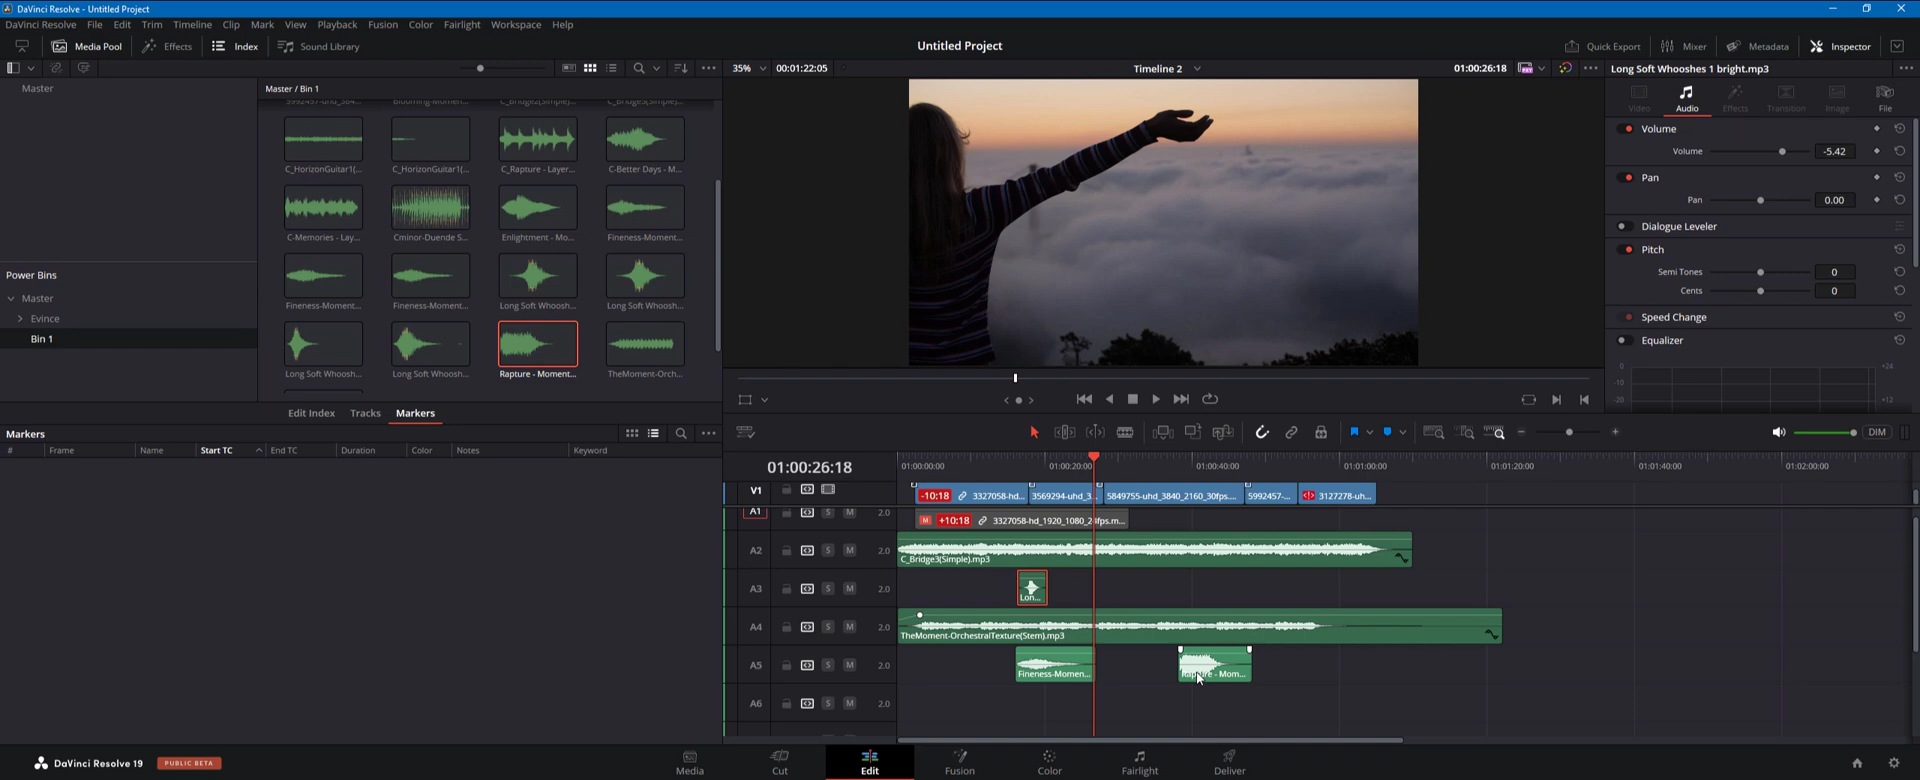 DaVinci Resolve - Untitled Project
DaVinci Resolve File Edit Trim Timeline Clip Mark View Playback Fusion Color Fairlight Workspace Help
Media Pool Effects Index Sound Library
Untitled Project
Quick Export Mixer Metadata Inspector
35% 00:01:22:05
Timeline 2
01:00:26:18
Long Soft Whooshes 1 bright.mp3
Master
Master / Bin 1
Video Audio Effects Transition Image File
C_HorizonGuitar1(... C_HorizonGuitar1(... C_Rapture - Layer... C-Better Days - M...
C-Memories - Lay... Cminor-Duende S... Enlightment - Mo... Fineness-Moment...
Fineness-Moment... Fineness-Moment... Long Soft Whoosh... Long Soft Whoosh...
Long Soft Whoosh... Long Soft Whoosh... Rapture - Moment... TheMoment-Orch...
Power Bins
Master
Evince
Bin 1
Volume
Volume -5.42
Pan
Pan 0.00
Dialogue Leveler
Pitch
Semi Tones 0
Cents 0
Speed Change
Equalizer
0 +24
-10
-20 +12
Edit Index Tracks Markers
Markers
# Frame Name Start TC End TC Duration Color Notes Keyword
DIM
01:00:26:18
01:00:00:00 01:00:20:00 01:00:40:00 01:01:00:00 01:01:20:00 01:01:40:00 01:02:00:00
V1 -10:18 3327058-hd... 3569294-uhd_3... 5849755-uhd_3840_2160_30fps.... 5992457-... 3127278-uh...
A1 S M 2.0 M +10:18 3327058-hd_1920_1080_24fps.m...
A2 S M 2.0 C_Bridge3(Simple).mp3
A3 S M 2.0 Lon...
A4 S M 2.0 TheMoment-OrchestralTexture(Stem).mp3
A5 S M 2.0 Fineness-Momen... Rapture - Mom...
A6 S M 2.0
DaVinci Resolve 19 PUBLIC BETA
Media Cut Edit Fusion Color Fairlight Deliver